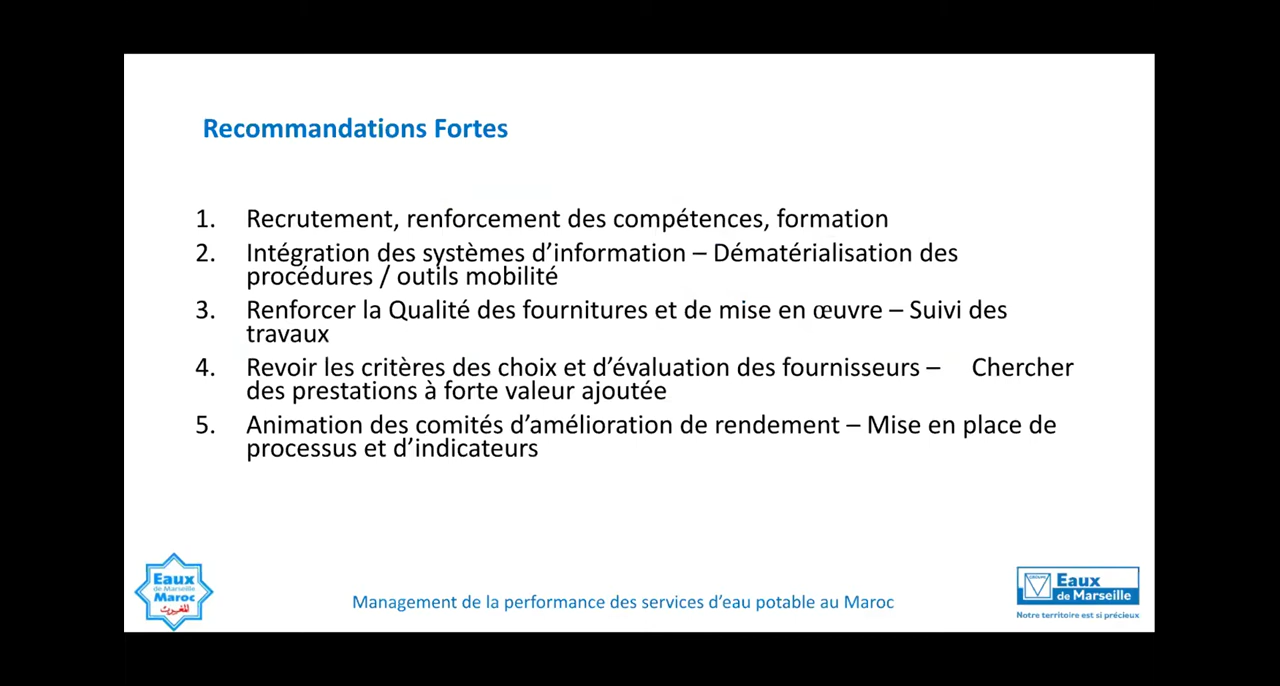 Recommandations Fortes
1. Recrutement, renforcement des compétences, formation
2. Intégration des systèmes d’information – Dématérialisation des
procédures / outils mobilité
3. Renforcer la Qualité des fournitures et de mise en œuvre – Suivi des
travaux
4. Revoir les critères des choix et d’évaluation des fournisseurs – Chercher
des prestations à forte valeur ajoutée
5. Animation des comités d’amélioration de rendement – Mise en place de
processus et d’indicateurs
Eaux
de Marseille
Maroc
Management de la performance des services d’eau potable au Maroc
GROUPE
Eaux
de Marseille
Notre territoire est si précieux